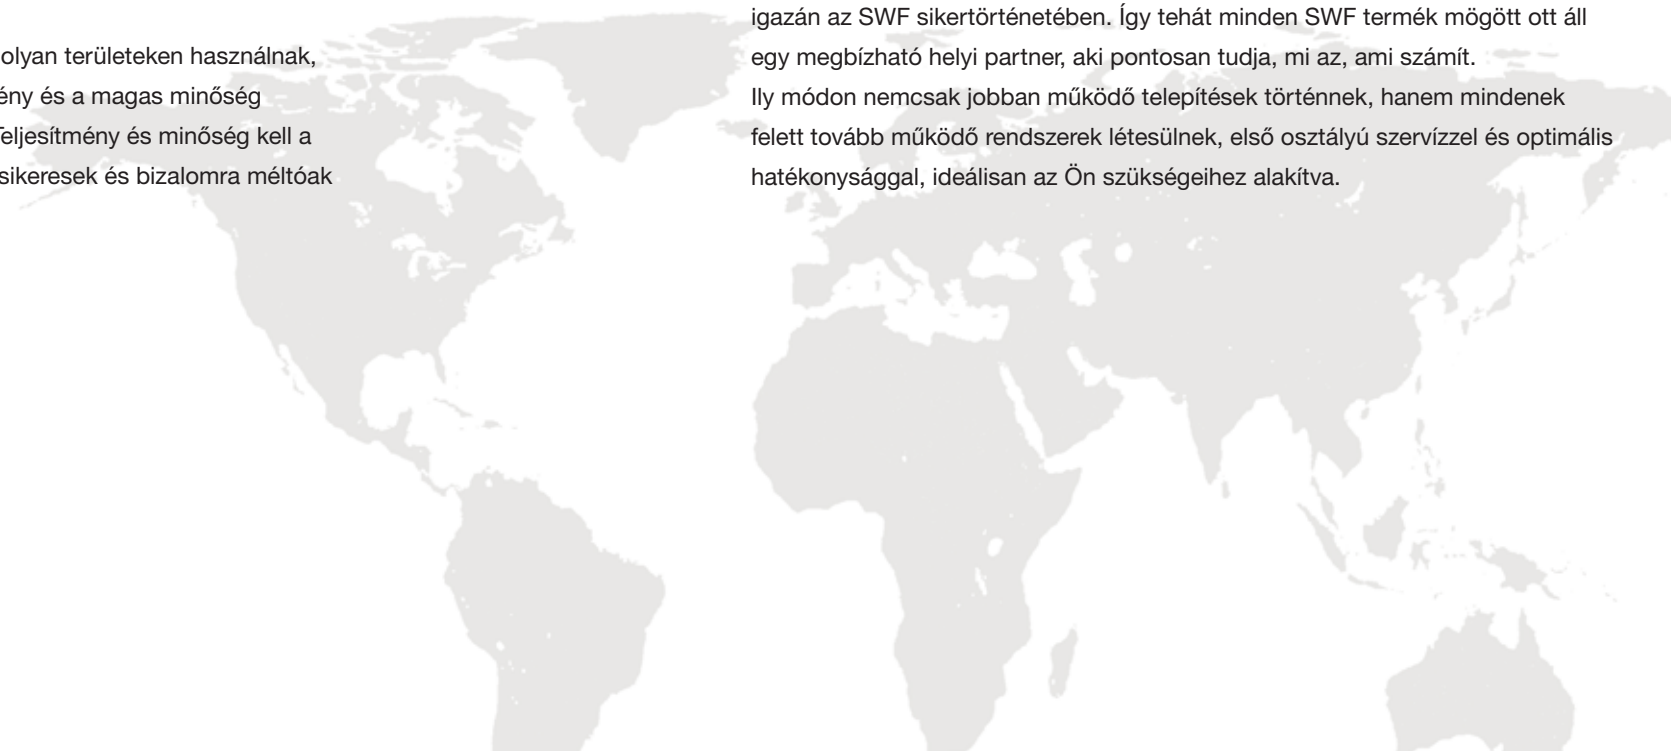 olyan területeken használnak,
ény és a magas minőség
Teljesítmény és minőség kell a
sikeresek és bizalomra méltóak
igazán az SWF sikertörténetében. Így tehát minden SWF termék mögött ott áll
egy megbízható helyi partner, aki pontosan tudja, mi az, ami számít.
Ily módon nemcsak jobban működő telepítések történnek, hanem mindenek
felett tovább működő rendszerek létesülnek, első osztályú szervízzel és optimális
hatékonysággal, ideálisan az Ön szükségeihez alakítva.